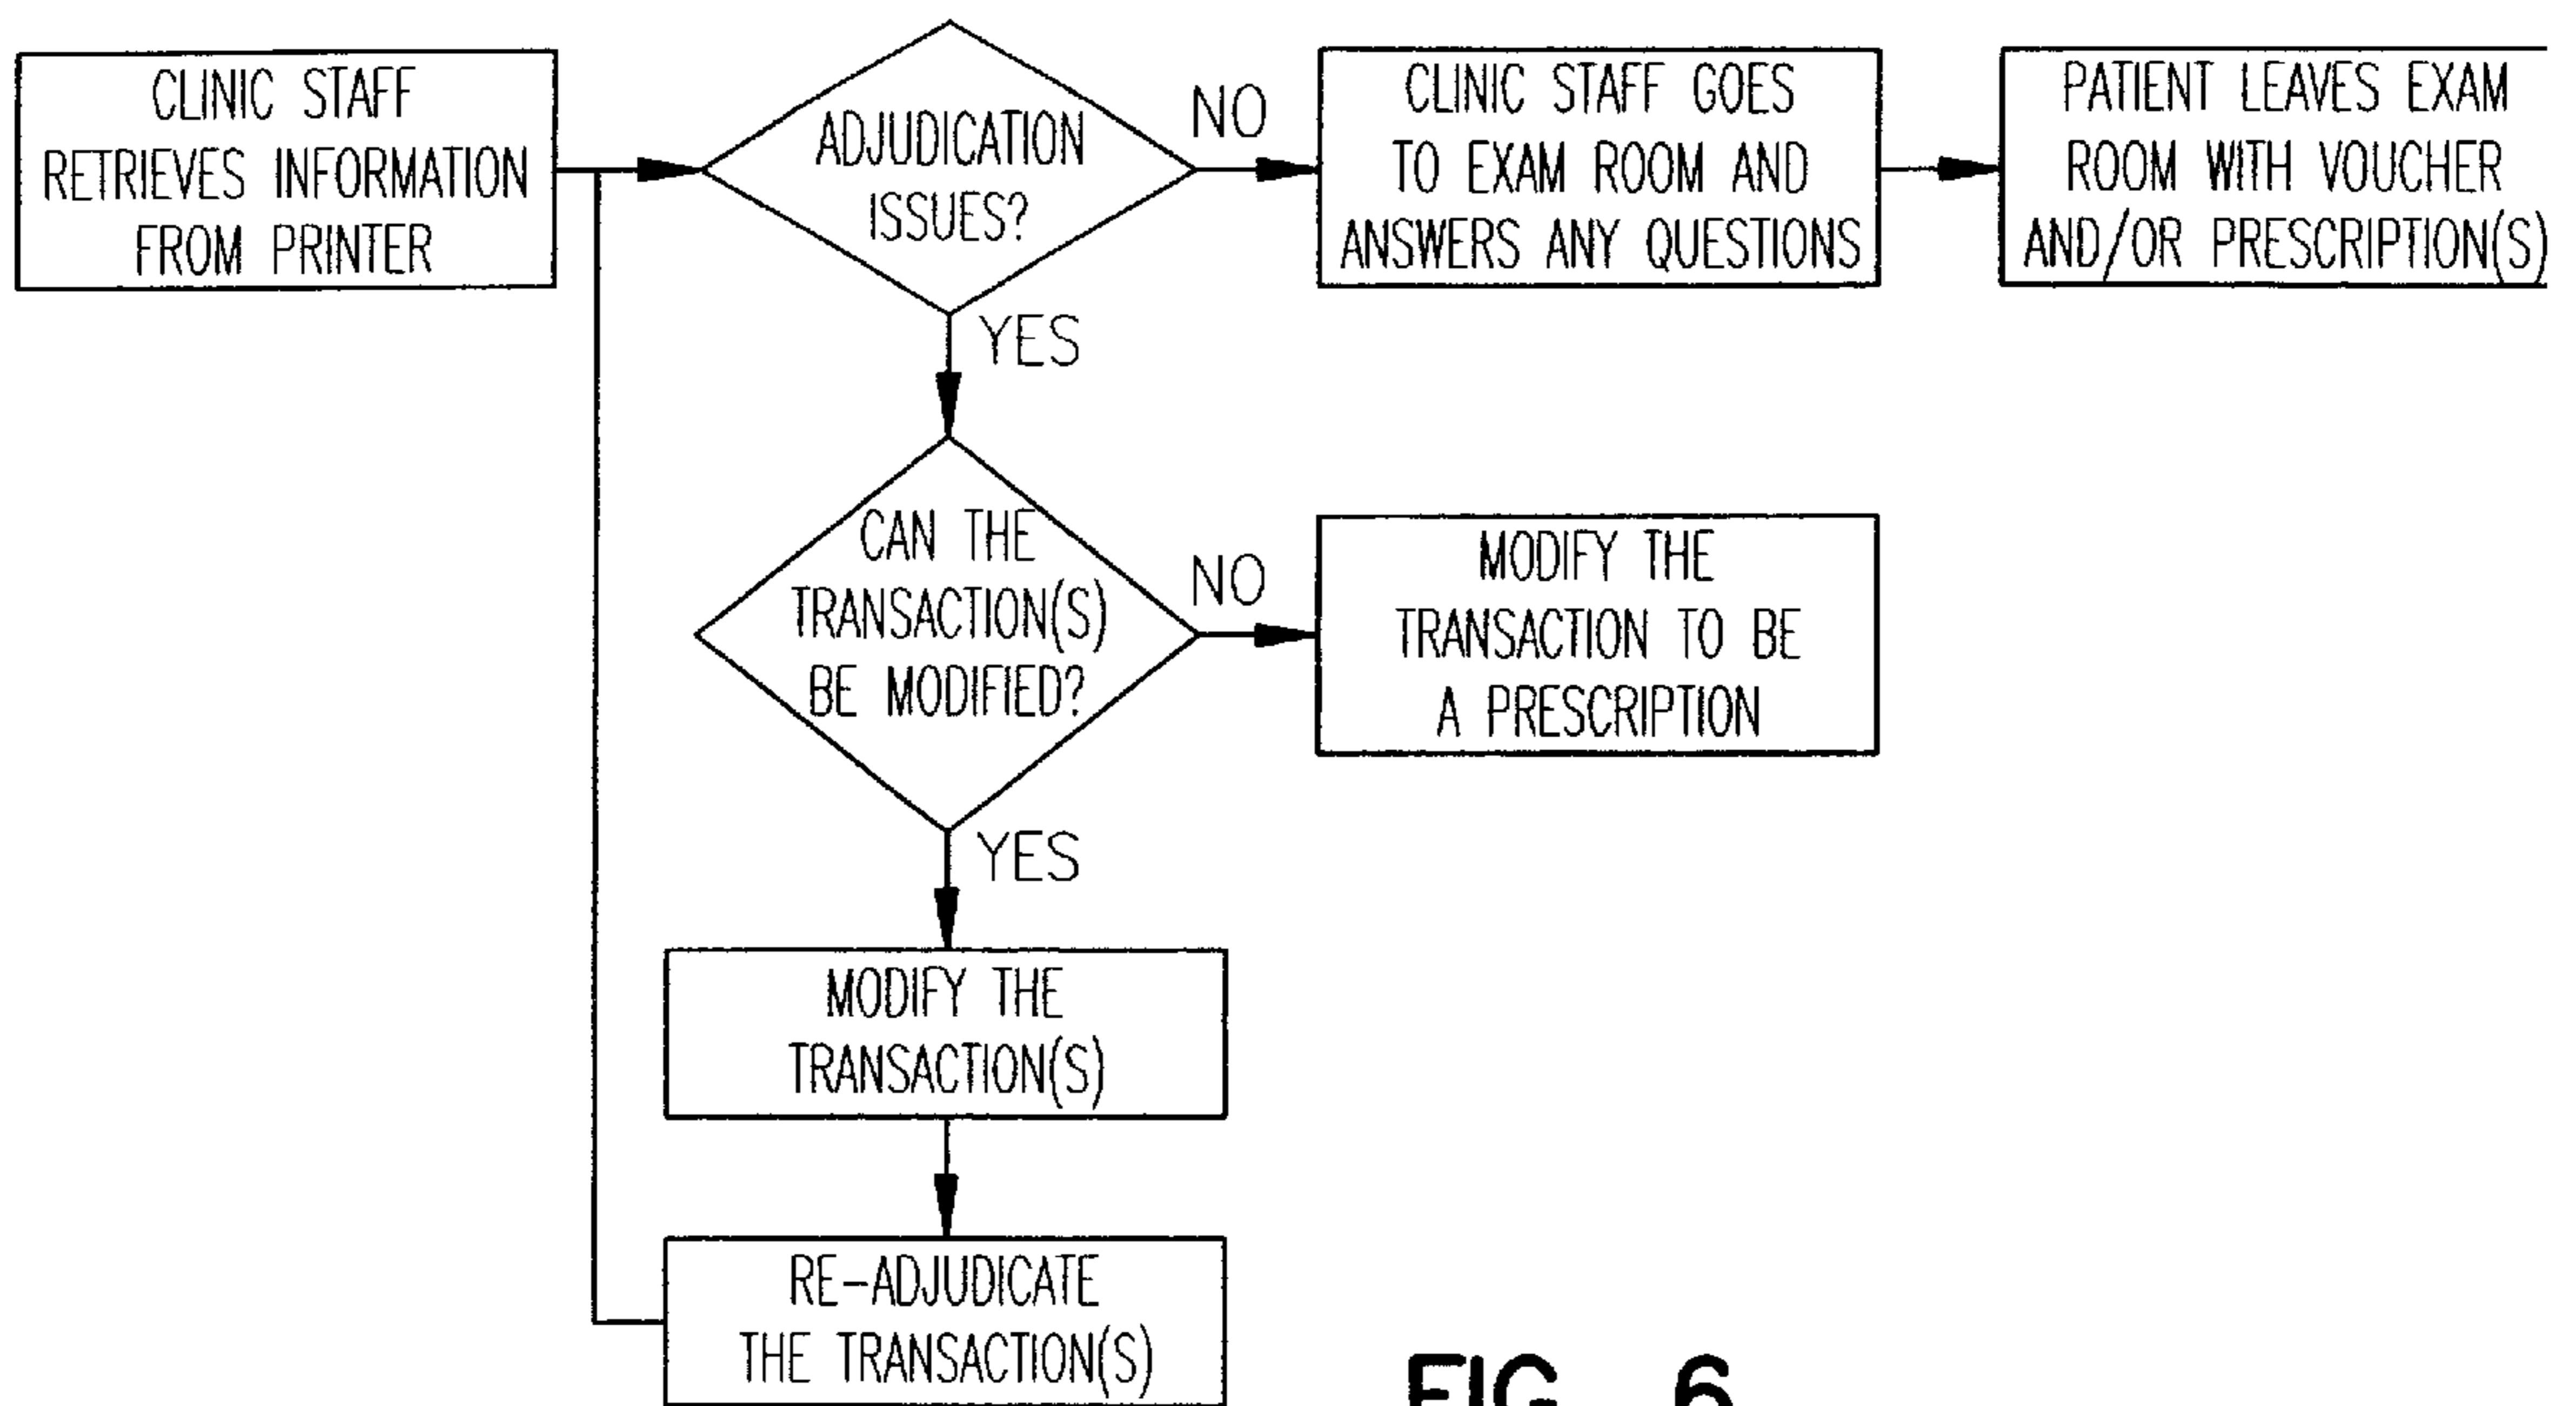 CLINIC STAFF
RETRIEVES INFORMATION
FROM PRINTER
ADJUDICATION
ISSUES?
NO
CLINIC STAFF GOES
TO EXAM ROOM AND
ANSWERS ANY QUESTIONS
PATIENT LEAVES EXAM
ROOM WITH VOUCHER
AND/OR PRESCRIPTION(S)
YES
CAN THE
TRANSACTION(S)
BE MODIFIED?
NO
MODIFY THE
TRANSACTION TO BE
A PRESCRIPTION
YES
MODIFY THE
TRANSACTION(S)
RE-ADJUDICATE
THE TRANSACTION(S)
FIG. 6